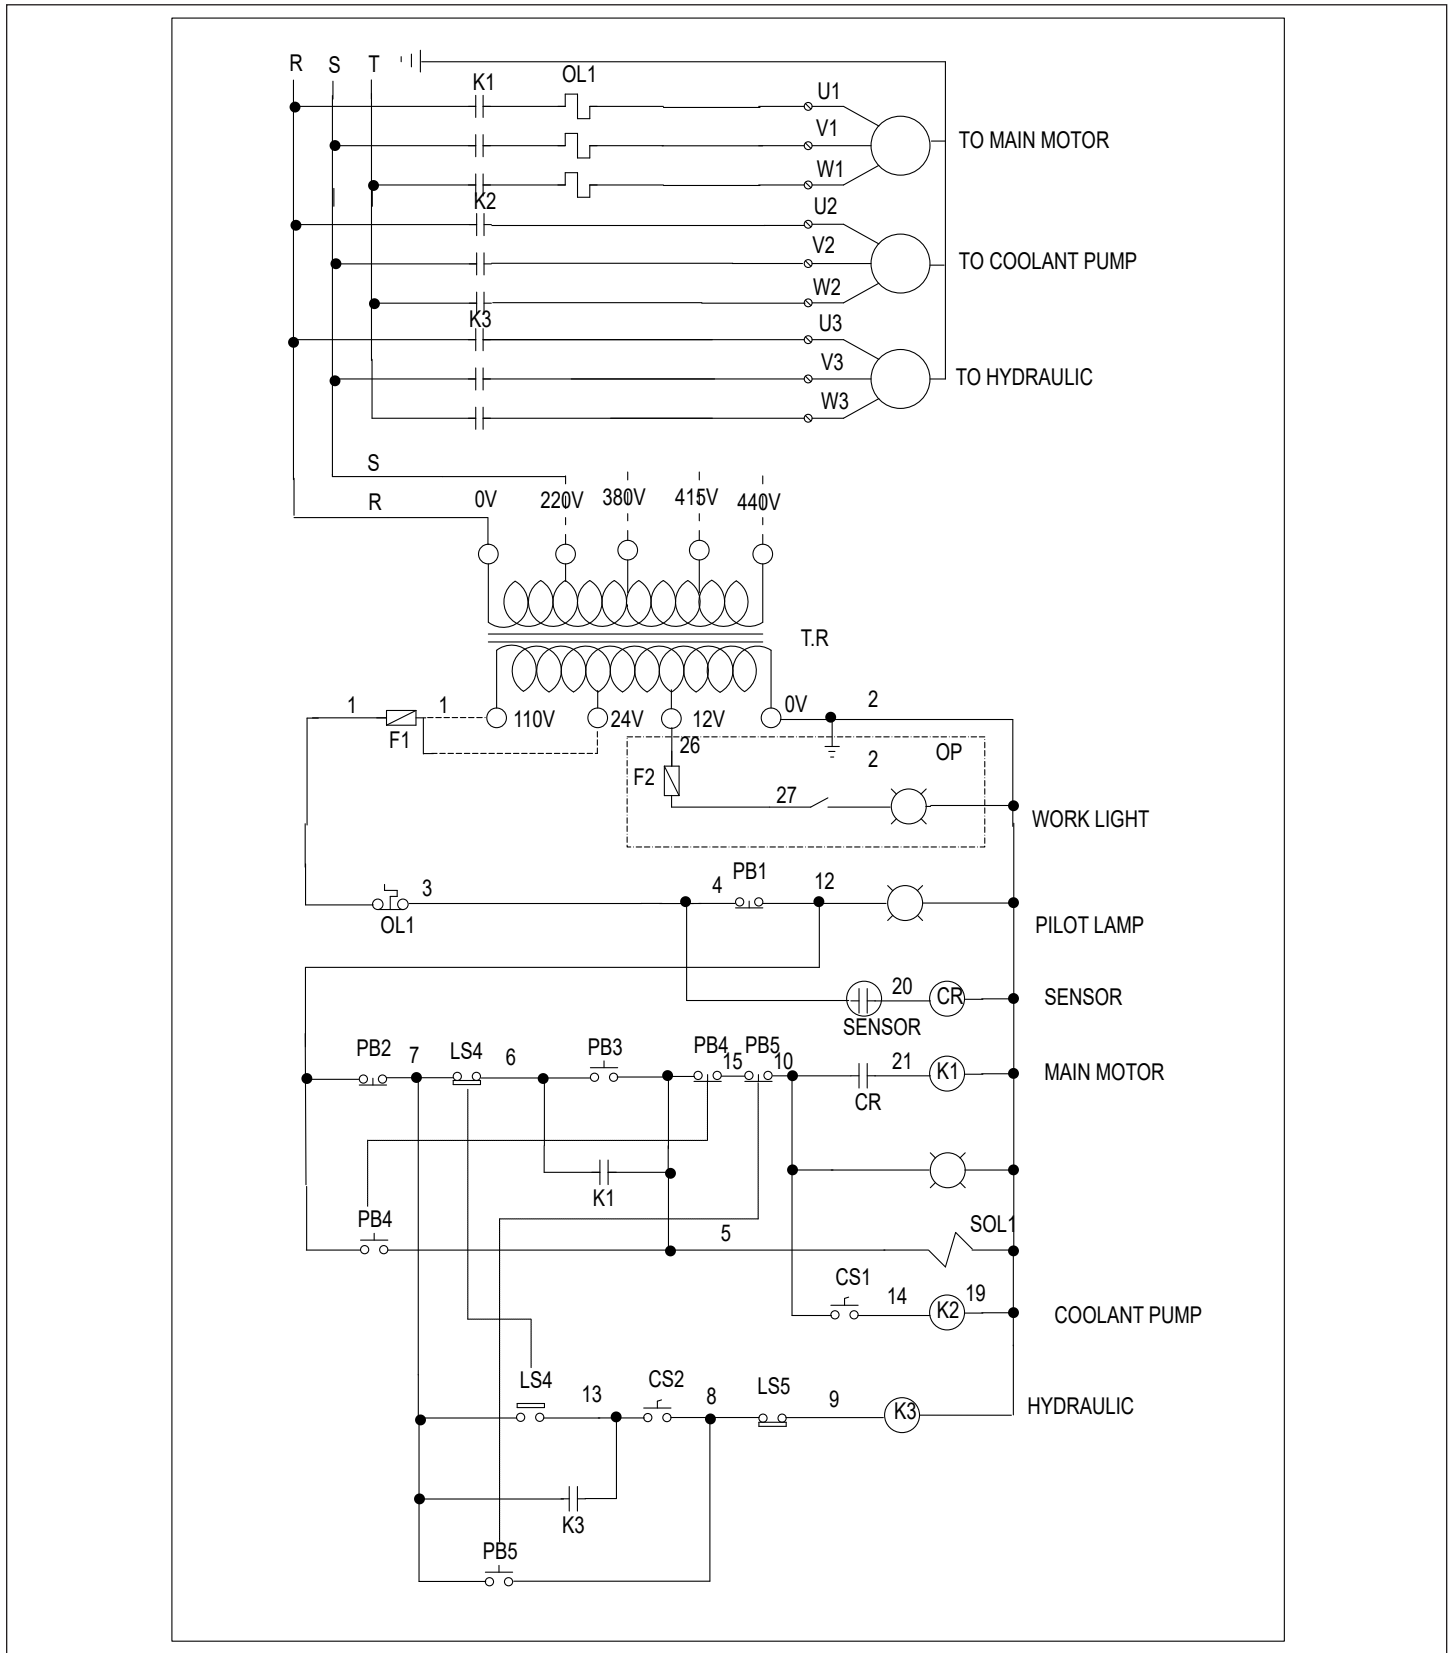 R S T
K1 OL1 U1
V1 TO MAIN MOTOR
W1
K2 U2
V2 TO COOLANT PUMP
W2
K3 U3
V3 TO HYDRAULIC
W3
S
R 0V 220V 380V 415V 440V
T.R
1 1 110V 24V 12V 0V 2
F1
26 2 OP
F2
27
WORK LIGHT
3 4 PB1 12
OL1 PILOT LAMP
20 CR SENSOR
SENSOR
PB2 7 LS4 6 PB3 PB4 15 PB5 10 21 K1 MAIN MOTOR
CR
K1
PB4 5 SOL1
CS1 14 K2 19 COOLANT PUMP
LS4 13 CS2 8 LS5 9 K3 HYDRAULIC
K3
PB5